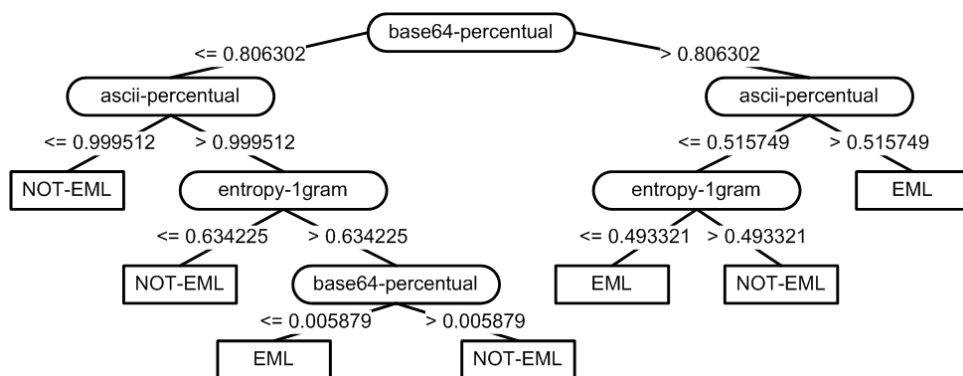 base64-percentual
<= 0.806302 > 0.806302
ascii-percentual ascii-percentual
<= 0.999512 > 0.999512 <= 0.515749 > 0.515749
NOT-EML entropy-1gram entropy-1gram EML
<= 0.634225 > 0.634225 <= 0.493321 > 0.493321
NOT-EML base64-percentual EML NOT-EML
<= 0.005879 > 0.005879
EML NOT-EML